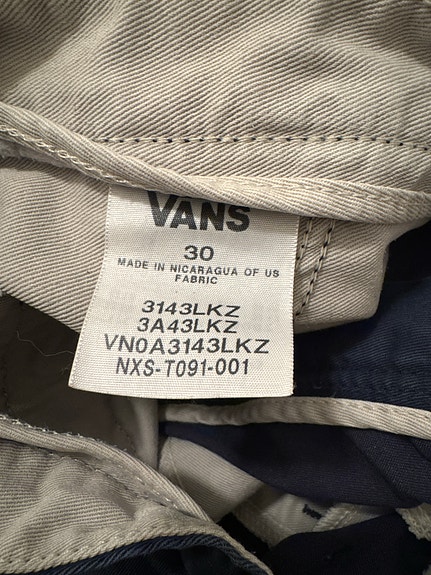 VANS
30
MADE IN NICARAGUA OF US
FABRIC
3143LKZ
3A43LKZ
VN0A3143LKZ
NXS-T091-001